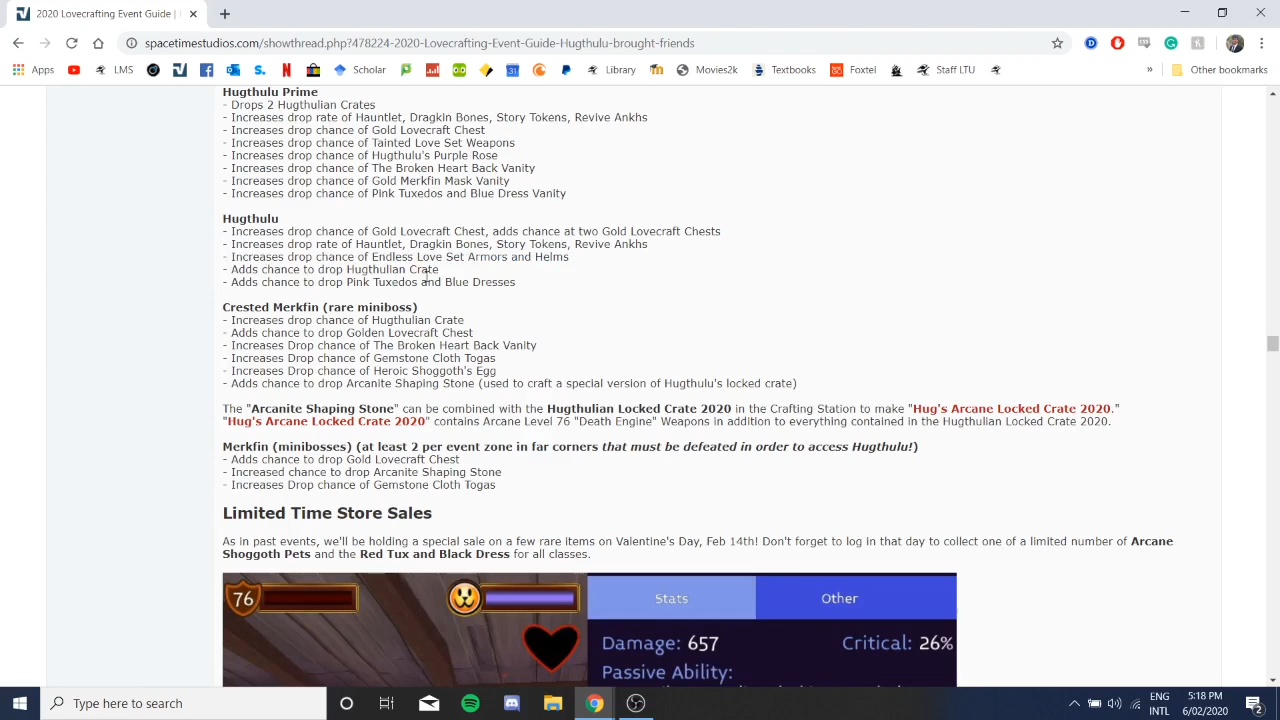 2020 Lovecrafting Event Guide |
spacetimestudios.com/showthread.php?478224-2020-Lovecrafting-Event-Guide-Hugthulu-brought-friends
Apps LMS Scholar Library Movies2k Textbooks Foxtel Staff LTU » Other bookmarks
Hugthulu Prime
- Drops 2 Hugthulian Crates
- Increases drop rate of Hauntlet, Dragkin Bones, Story Tokens, Revive Ankhs
- Increases drop chance of Gold Lovecraft Chest
- Increases drop chance of Tainted Love Set Weapons
- Increases drop chance of Hugthulu's Purple Rose
- Increases drop chance of The Broken Heart Back Vanity
- Increases drop chance of Gold Merkfin Mask Vanity
- Increases drop chance of Pink Tuxedos and Blue Dress Vanity
Hugthulu
- Increases drop chance of Gold Lovecraft Chest, adds chance at two Gold Lovecraft Chests
- Increases drop rate of Hauntlet, Dragkin Bones, Story Tokens, Revive Ankhs
- Increases drop chance of Endless Love Set Armors and Helms
- Adds chance to drop Hugthulian Crate
- Adds chance to drop Pink Tuxedos and Blue Dresses
Crested Merkfin (rare miniboss)
- Increases drop chance of Hugthulian Crate
- Adds chance to drop Golden Lovecraft Chest
- Increases Drop chance of The Broken Heart Back Vanity
- Increases Drop chance of Gemstone Cloth Togas
- Increases Drop chance of Heroic Shoggoth's Egg
- Adds chance to drop Arcanite Shaping Stone (used to craft a special version of Hugthulu's locked crate)
The "Arcanite Shaping Stone" can be combined with the Hugthulian Locked Crate 2020 in the Crafting Station to make "Hug's Arcane Locked Crate 2020."
"Hug's Arcane Locked Crate 2020" contains Arcane Level 76 "Death Engine" Weapons in addition to everything contained in the Hugthulian Locked Crate 2020.
Merkfin (minibosses) (at least 2 per event zone in far corners that must be defeated in order to access Hugthulu!)
- Adds chance to drop Gold Lovecraft Chest
- Increased chance to drop Arcanite Shaping Stone
- Increases Drop chance of Gemstone Cloth Togas
Limited Time Store Sales
As in past events, we'll be holding a special sale on a few rare items on Valentine's Day, Feb 14th! Don't forget to log in that day to collect one of a limited number of Arcane
Shoggoth Pets and the Red Tux and Black Dress for all classes.
76
Stats Other
Damage: 657 Critical: 26%
Passive Ability:
Type here to search
ENG
INTL
5:18 PM
6/02/2020
2